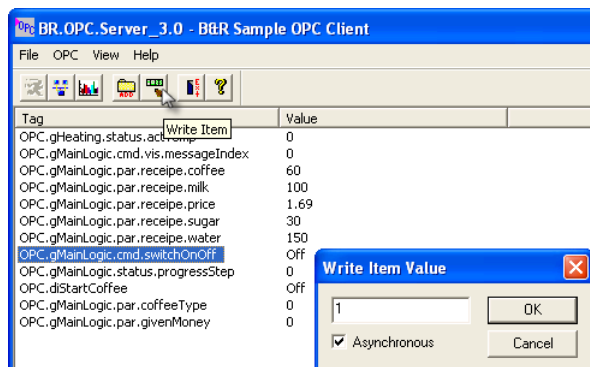 BR.OPC.Server_3.0 - B&R Sample OPC Client
File OPC View Help
ADD
Write Item
Tag Value
OPC.gHeating.status.actTemp 0
OPC.gMainLogic.cmd.vis.messageIndex 0
OPC.gMainLogic.par.receipe.coffee 60
OPC.gMainLogic.par.receipe.milk 100
OPC.gMainLogic.par.receipe.price 1.69
OPC.gMainLogic.par.receipe.sugar 30
OPC.gMainLogic.par.receipe.water 150
OPC.gMainLogic.cmd.switchOnOff Off
OPC.gMainLogic.status.progressStep 0
OPC.diStartCoffee Off
OPC.gMainLogic.par.coffeeType 0
OPC.gMainLogic.par.givenMoney 0
Write Item Value
1
OK
Asynchronous
Cancel